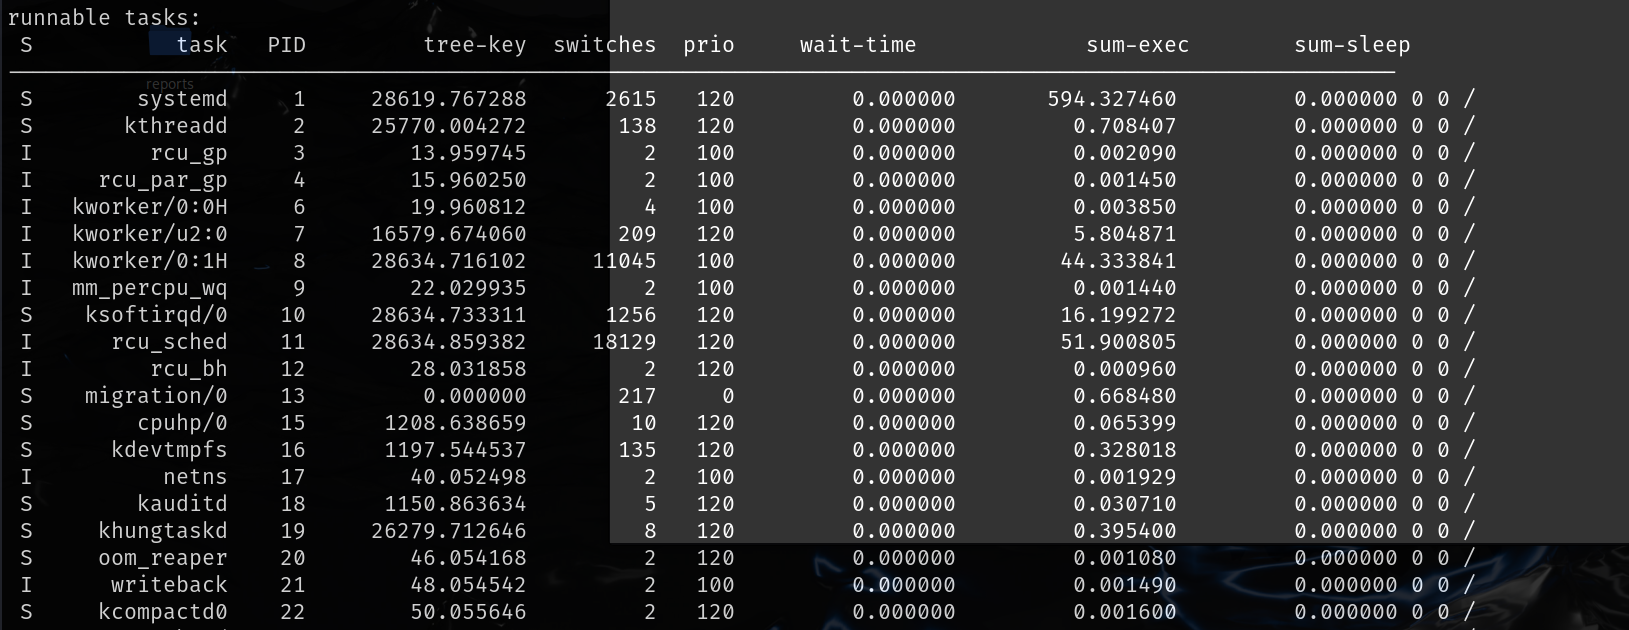 runnable tasks:
S task PID tree-key switches prio wait-time sum-exec sum-sleep
reports
S systemd 1 28619.767288 2615 120 0.000000 594.327460 0.000000 0 0 /
S kthreadd 2 25770.004272 138 120 0.000000 0.708407 0.000000 0 0 /
I rcu_gp 3 13.959745 2 100 0.000000 0.002090 0.000000 0 0 /
I rcu_par_gp 4 15.960250 2 100 0.000000 0.001450 0.000000 0 0 /
I kworker/0:0H 6 19.960812 4 100 0.000000 0.003850 0.000000 0 0 /
I kworker/u2:0 7 16579.674060 209 120 0.000000 5.804871 0.000000 0 0 /
I kworker/0:1H 8 28634.716102 11045 100 0.000000 44.333841 0.000000 0 0 /
I mm_percpu_wq 9 22.029935 2 100 0.000000 0.001440 0.000000 0 0 /
S ksoftirqd/0 10 28634.733311 1256 120 0.000000 16.199272 0.000000 0 0 /
I rcu_sched 11 28634.859382 18129 120 0.000000 51.900805 0.000000 0 0 /
I rcu_bh 12 28.031858 2 120 0.000000 0.000960 0.000000 0 0 /
S migration/0 13 0.000000 217 0 0.000000 0.668480 0.000000 0 0 /
S cpuhp/0 15 1208.638659 10 120 0.000000 0.065399 0.000000 0 0 /
S kdevtmpfs 16 1197.544537 135 120 0.000000 0.328018 0.000000 0 0 /
I netns 17 40.052498 2 100 0.000000 0.001929 0.000000 0 0 /
S kauditd 18 1150.863634 5 120 0.000000 0.030710 0.000000 0 0 /
S khungtaskd 19 26279.712646 8 120 0.000000 0.395400 0.000000 0 0 /
S oom_reaper 20 46.054168 2 120 0.000000 0.001080 0.000000 0 0 /
I writeback 21 48.054542 2 100 0.000000 0.001490 0.000000 0 0 /
S kcompactd0 22 50.055646 2 120 0.000000 0.001600 0.000000 0 0 /